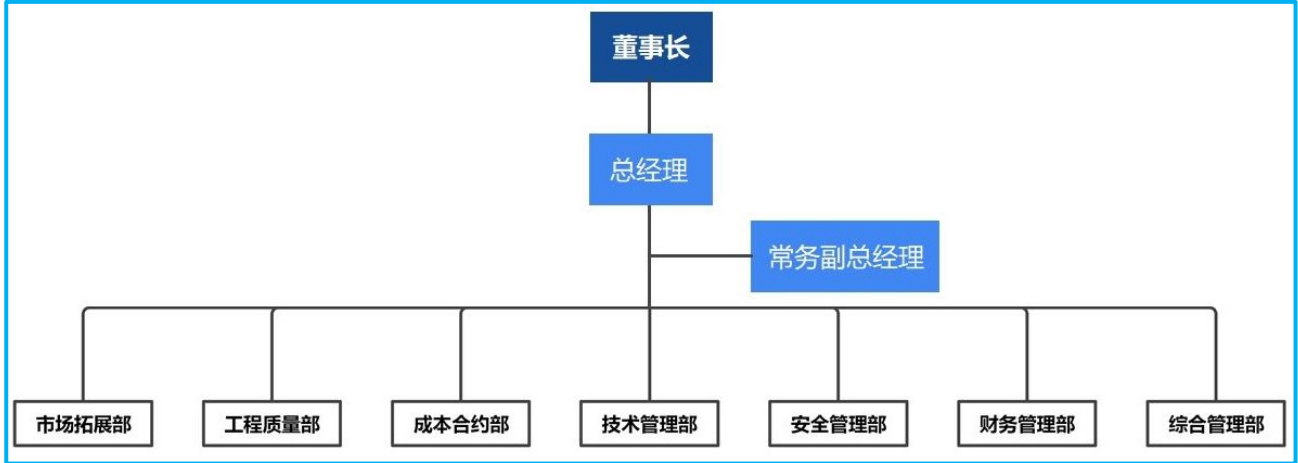 董事长
总经理
常务副总经理
市场拓展部
工程质量部
成本合约部
技术管理部
安全管理部
财务管理部
综合管理部